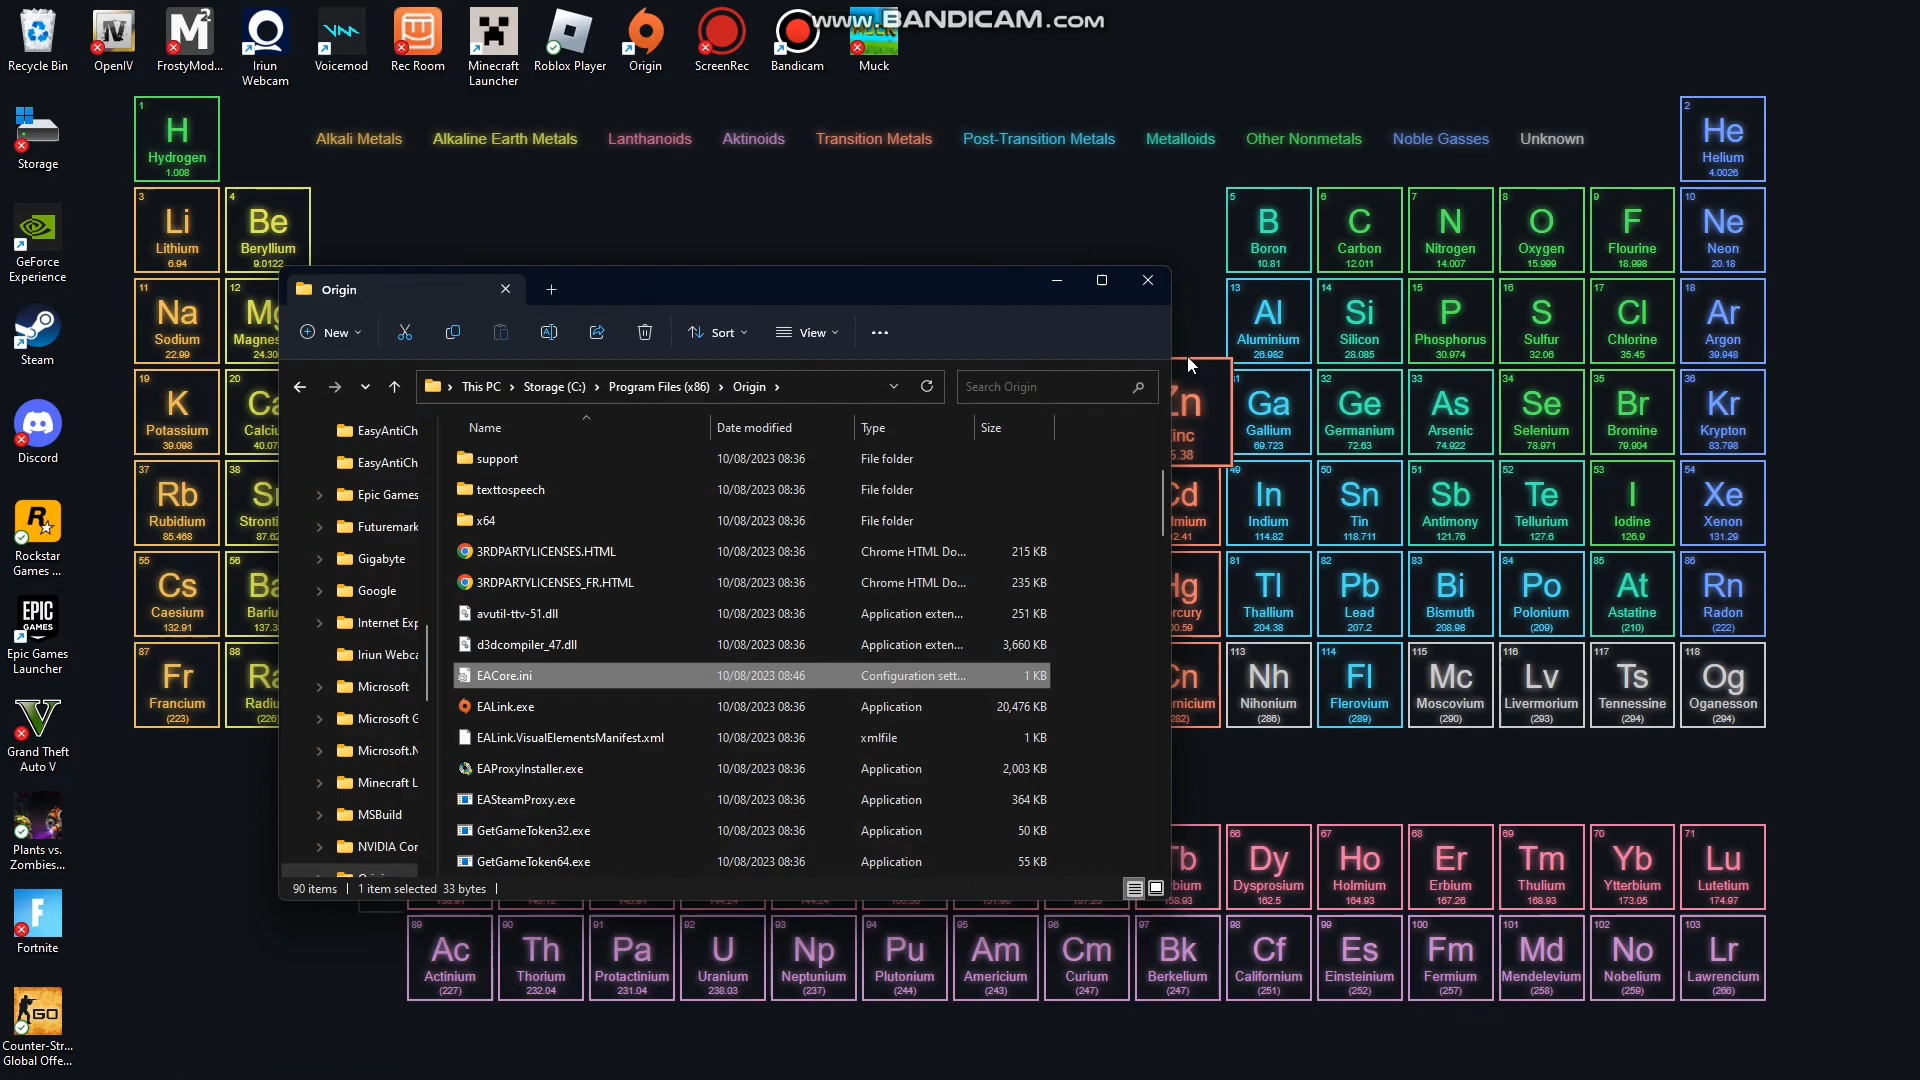 www.BANDICAM.com
Recycle Bin
OpenIV
FrostyMod...
Iriun
Webcam
Voicemod
Rec Room
Minecraft
Launcher
Roblox Player
Origin
ScreenRec
Bandicam
Muck
Storage
GeForce
Experience
Steam
Discord
Rockstar
Games ...
Epic Games
Launcher
Grand Theft
Auto V
Plants vs.
Zombies...
Fortnite
Counter-Str...
Global Offe...
Alkali Metals Alkaline Earth Metals Lanthanoids Aktinoids Transition Metals Post-Transition Metals Metalloids Other Nonmetals Noble Gasses Unknown
1
H
Hydrogen
1.008
2
He
Helium
4.0026
3
Li
Lithium
6.94
4
Be
Beryllium
9.0122
5
B
Boron
10.81
6
C
Carbon
12.011
7
N
Nitrogen
14.007
8
O
Oxygen
15.999
9
F
Flourine
18.998
10
Ne
Neon
20.18
11
Na
Sodium
22.99
12
13
Al
Aluminium
26.982
14
Si
Silicon
28.085
15
P
Phosphorus
30.974
16
S
Sulfur
32.06
17
Cl
Chlorine
35.45
18
Ar
Argon
39.948
19
K
Potassium
39.098
20
Ga
Gallium
69.723
32
Ge
Germanium
72.63
33
As
Arsenic
74.922
34
Se
Selenium
78.971
35
Br
Bromine
79.904
36
Kr
Krypton
83.798
37
Rb
Rubidium
85.468
38
In
Indium
114.82
50
Sn
Tin
118.711
51
Sb
Antimony
121.76
52
Te
Tellurium
127.6
53
I
Iodine
126.9
54
Xe
Xenon
131.29
55
Cs
Caesium
132.91
56
81
Tl
Thallium
204.38
82
Pb
Lead
207.2
83
Bi
Bismuth
208.98
84
Po
Polonium
(209)
85
At
Astatine
(210)
86
Rn
Radon
(222)
87
Fr
Francium
(223)
88
113
Nh
Nihonium
(286)
114
Fl
Flerovium
(289)
115
Mc
Moscovium
(290)
116
Lv
Livermorium
(293)
117
Ts
Tennessine
(294)
118
Og
Oganesson
(294)
66
Dy
Dysprosium
162.5
67
Ho
Holmium
164.93
68
Er
Erbium
167.26
69
Tm
Thulium
168.93
70
Yb
Ytterbium
173.05
71
Lu
Lutetium
174.97
89
Ac
Actinium
(227)
90
Th
Thorium
232.04
91
Pa
Protactinium
231.04
92
U
Uranium
238.03
93
Np
Neptunium
(237)
94
Pu
Plutonium
(244)
95
Am
Americium
(243)
96
Cm
Curium
(247)
97
Bk
Berkelium
(247)
98
Cf
Californium
(251)
99
Es
Einsteinium
(252)
100
Fm
Fermium
(257)
101
Md
Mendelevium
(258)
102
No
Nobelium
(259)
103
Lr
Lawrencium
(266)
Origin
New Sort View
This PC > Storage (C:) > Program Files (x86) > Origin >
Search Origin
EasyAntiCh
EasyAntiCh
Epic Games
Futuremark
Gigabyte
Google
Internet Exp
Iriun Webca
Microsoft
Microsoft G
Microsoft.N
Minecraft L
MSBuild
NVIDIA Cor
Name Date modified Type Size
support 10/08/2023 08:36 File folder
texttospeech 10/08/2023 08:36 File folder
x64 10/08/2023 08:36 File folder
3RDPARTYLICENSES.HTML 10/08/2023 08:36 Chrome HTML Do... 215 KB
3RDPARTYLICENSES_FR.HTML 10/08/2023 08:36 Chrome HTML Do... 235 KB
avutil-ttv-51.dll 10/08/2023 08:36 Application exten... 251 KB
d3dcompiler_47.dll 10/08/2023 08:36 Application exten... 3,660 KB
EACore.ini 10/08/2023 08:46 Configuration sett... 1 KB
EALink.exe 10/08/2023 08:36 Application 20,476 KB
EALink.VisualElementsManifest.xml 10/08/2023 08:36 xmlfile 1 KB
EAProxyInstaller.exe 10/08/2023 08:36 Application 2,003 KB
EASteamProxy.exe 10/08/2023 08:36 Application 364 KB
GetGameToken32.exe 10/08/2023 08:36 Application 50 KB
GetGameToken64.exe 10/08/2023 08:36 Application 55 KB
90 items 1 item selected 33 bytes